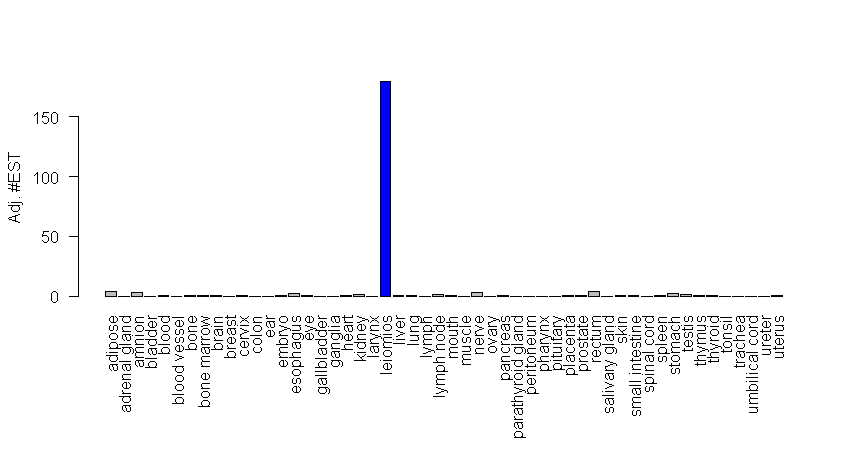 150
100
50
0
Adj. #EST
adipose
adrenal gland
amnion
bladder
blood
blood vessel
bone
bone marrow
brain
breast
cervix
colon
ear
embryo
esophagus
eye
gallbladder
ganglia
heart
kidney
larynx
leiomios
liver
lung
lymph
lymph node
mouth
muscle
nerve
ovary
pancreas
parathyroid gland
peritoneum
pharynx
pituitary
placenta
prostate
rectum
salivary gland
skin
small intestine
spinal cord
spleen
stomach
testis
thymus
thyroid
tonsil
trachea
umbilical cord
ureter
uterus